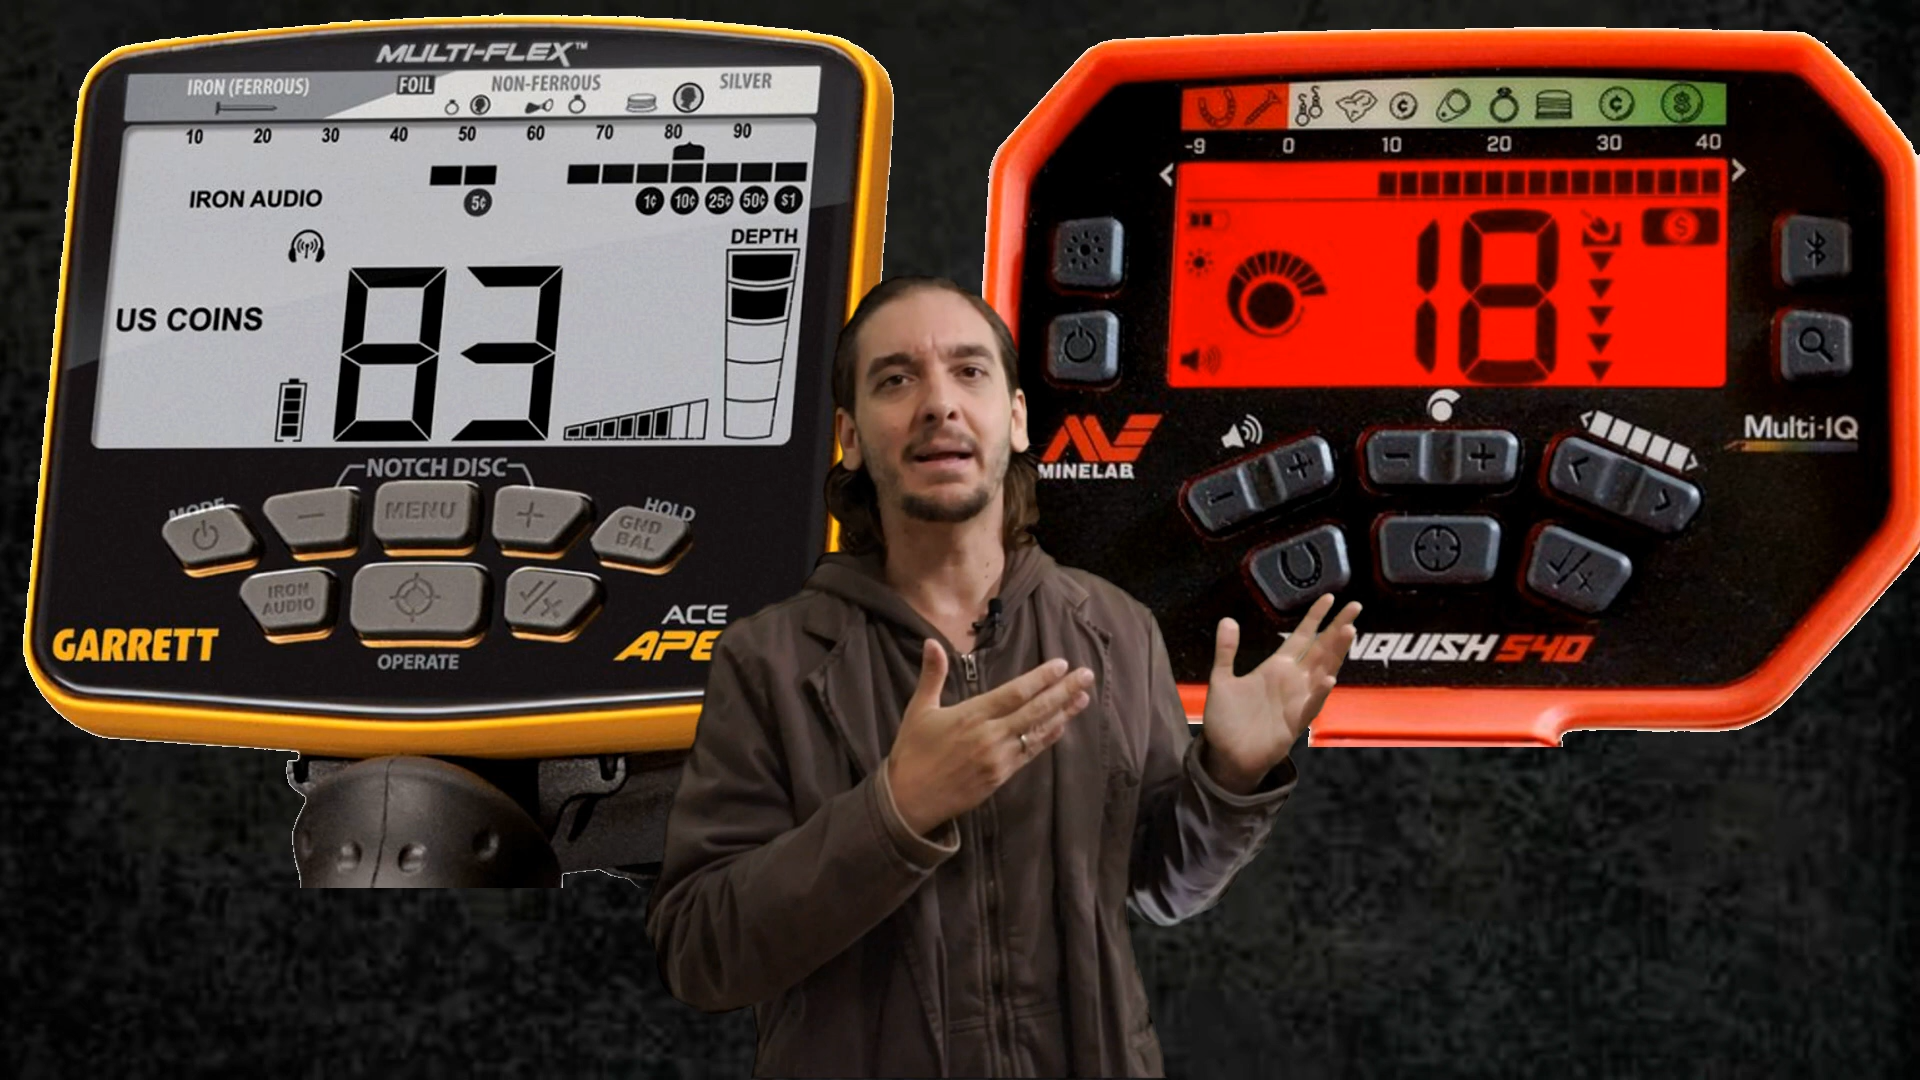 MULTI-FLEX™
IRON (FERROUS) FOIL NON-FERROUS SILVER
10 20 30 40 50 60 70 80 90
IRON AUDIO
5¢ 1¢ 10¢ 25¢ 50¢ $1
DEPTH
US COINS
83
NOTCH DISC
MODE
MENU
HOLD
GND
BAL
IRON
AUDIO
OPERATE
GARRETT
ACE
APE
¢ ¢ $
-9 0 10 20 30 40
$
18
MINELAB
Multi-IQ
NQUISH 540